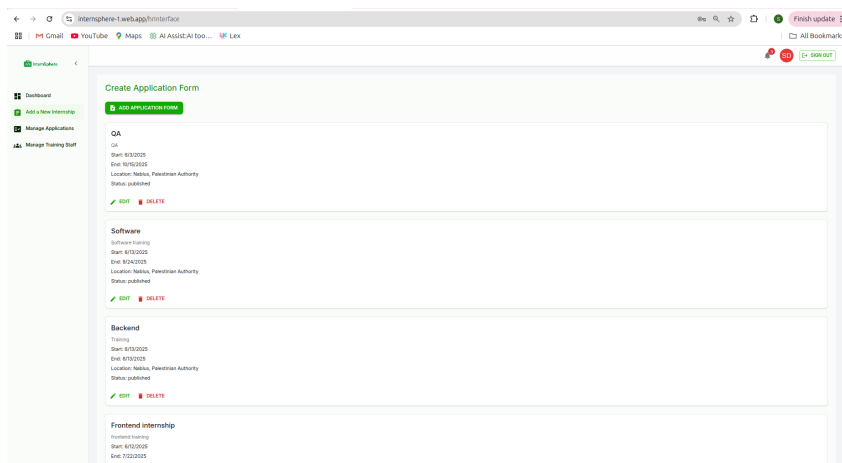 internsphere-1.web.app/hrinterface
Finish update
M Gmail YouTube Maps AI Assist:AI too... Lex
All Bookmark
InternSphere
5
SD
SIGN OUT
Dashboard
Add a New Internship
Manage Applications
Manage Training Staff
Create Application Form
ADD APPLICATION FORM
QA
QA
Start: 6/3/2025
End: 10/15/2025
Location: Nablus, Palestinian Authority
Status: published
EDIT DELETE
Software
Software training
Start: 6/13/2025
End: 6/24/2025
Location: Nablus, Palestinian Authority
Status: published
EDIT DELETE
Backend
Training
Start: 6/13/2025
End: 8/13/2025
Location: Nablus, Palestinian Authority
Status: published
EDIT DELETE
Frontend internship
frontend training
Start: 6/12/2025
End: 7/22/2025